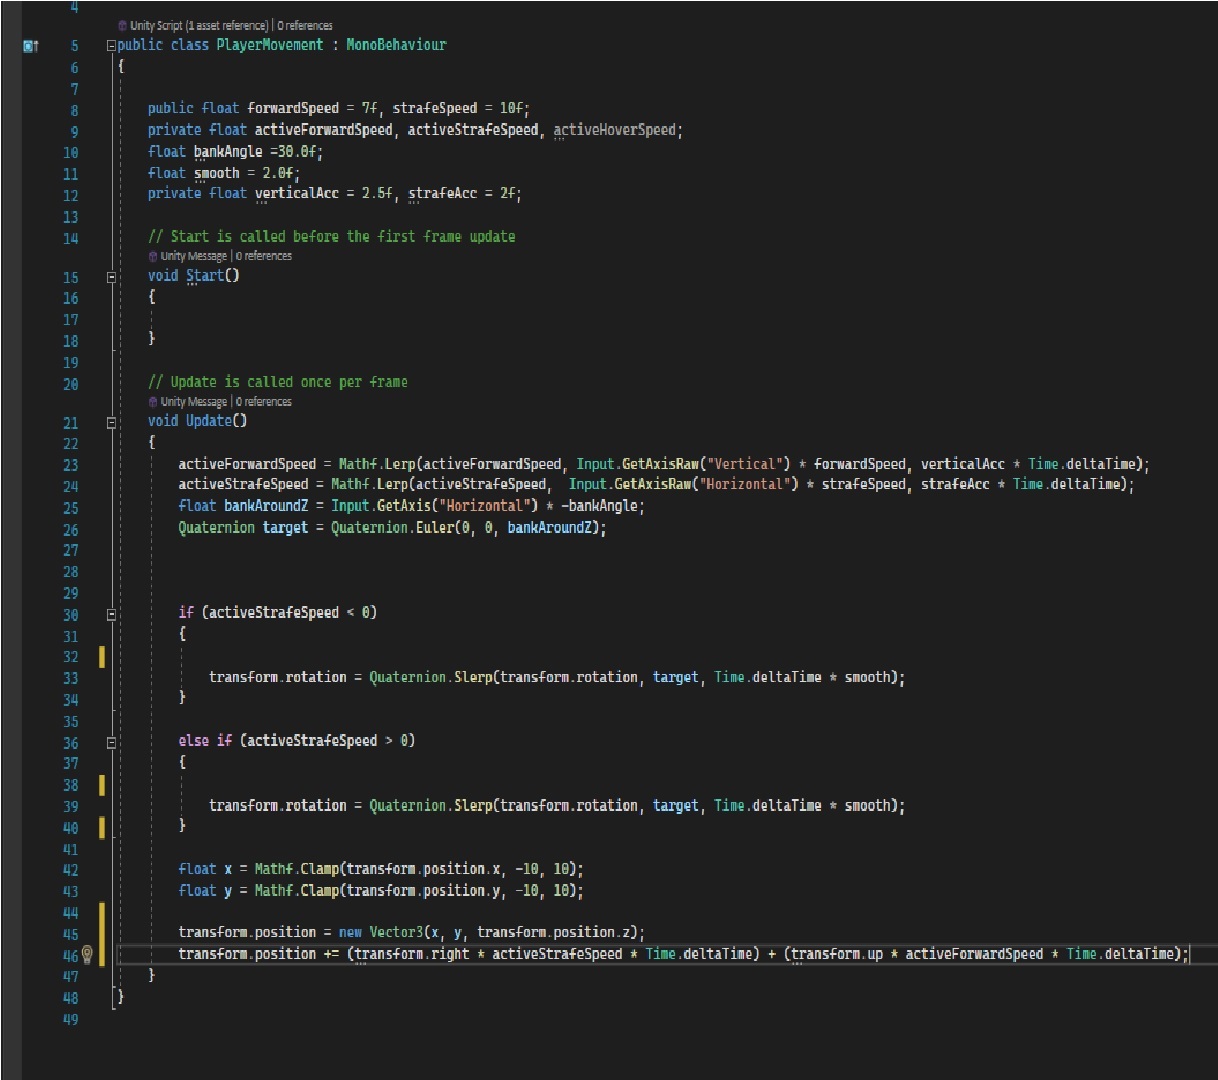 4
Unity Script (1 asset reference) | 0 references
5 public class PlayerMovement : MonoBehaviour
6 {
7
8 public float forwardSpeed = 7f, strafeSpeed = 10f;
9 private float activeForwardSpeed, activeStrafeSpeed, activeHoverSpeed;
10 float bankAngle =30.0f;
11 float smooth = 2.0f;
12 private float verticalAcc = 2.5f, strafeAcc = 2f;
13
14 // Start is called before the first frame update
Unity Message | 0 references
15 void Start()
16 {
17
18 }
19
20 // Update is called once per frame
Unity Message | 0 references
21 void Update()
22 {
23 activeForwardSpeed = Mathf.Lerp(activeForwardSpeed, Input.GetAxisRaw("Vertical") * forwardSpeed, verticalAcc * Time.deltaTime);
24 activeStrafeSpeed = Mathf.Lerp(activeStrafeSpeed,  Input.GetAxisRaw("Horizontal") * strafeSpeed, strafeAcc * Time.deltaTime);
25 float bankAroundZ = Input.GetAxis("Horizontal") * -bankAngle;
26 Quaternion target = Quaternion.Euler(0, 0, bankAroundZ);
27
28
29
30 if (activeStrafeSpeed < 0)
31 {
32
33 transform.rotation = Quaternion.Slerp(transform.rotation, target, Time.deltaTime * smooth);
34 }
35
36 else if (activeStrafeSpeed > 0)
37 {
38
39 transform.rotation = Quaternion.Slerp(transform.rotation, target, Time.deltaTime * smooth);
40 }
41
42 float x = Mathf.Clamp(transform.position.x, -10, 10);
43 float y = Mathf.Clamp(transform.position.y, -10, 10);
44
45 transform.position = new Vector3(x, y, transform.position.z);
46 transform.position += (transform.right * activeStrafeSpeed * Time.deltaTime) + (transform.up * activeForwardSpeed * Time.deltaTime);
47 }
48 }
49